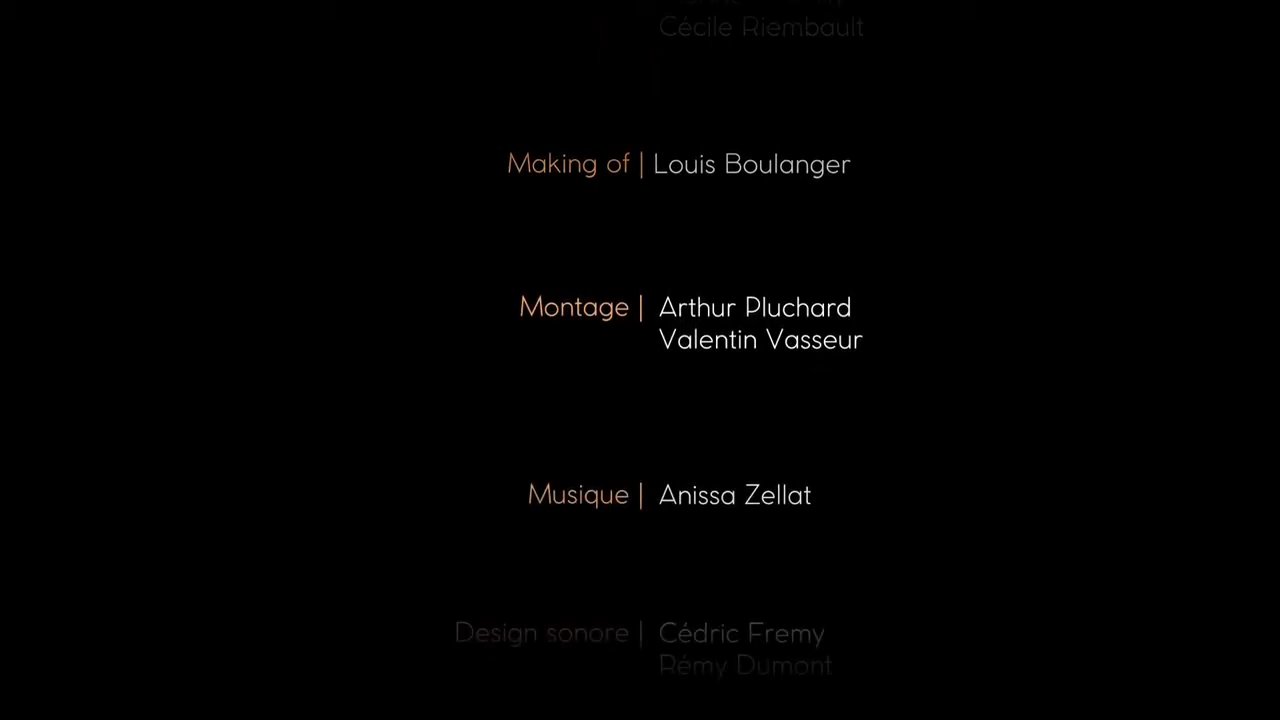 Cécile Riembault
Making of | Louis Boulanger
Montage | Arthur Pluchard
Valentin Vasseur
Musique | Anissa Zellat
Design sonore | Cédric Fremy
Rémy Dumont